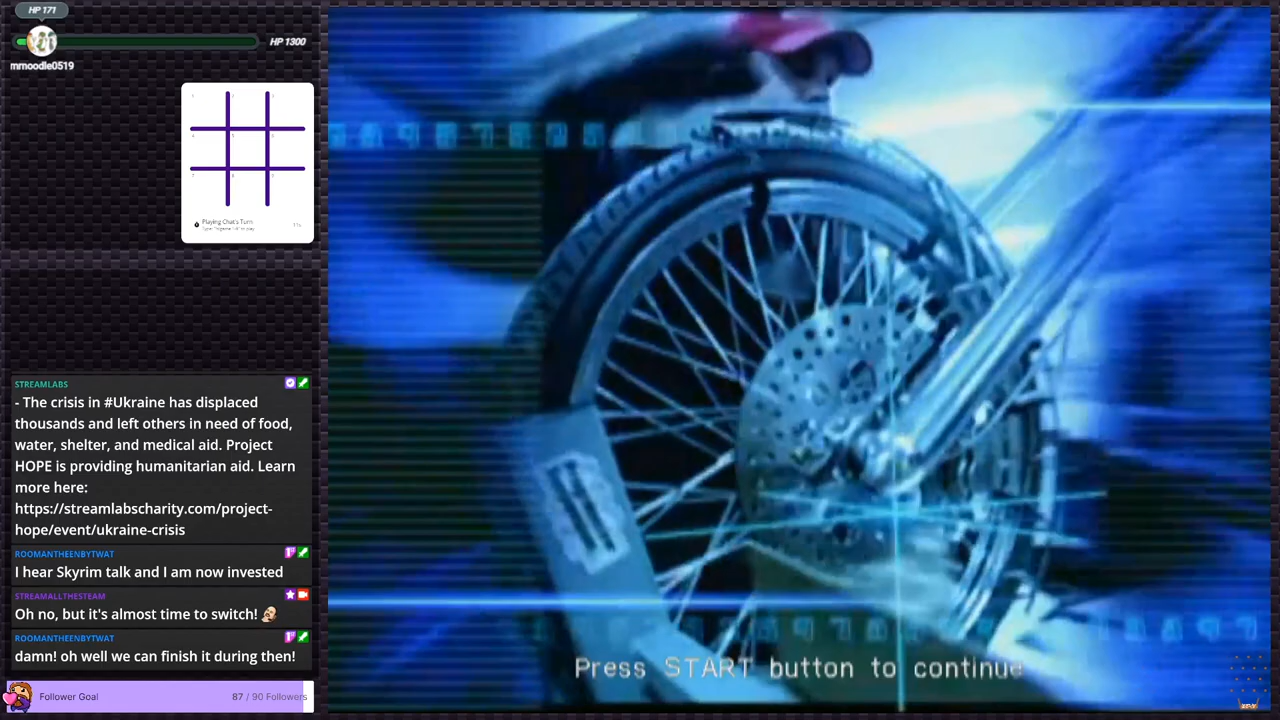 HP 171
HP 1300
mmoodle0519
Playing Chat's Turn
STREAMLABS
- The crisis in #Ukraine has displaced
thousands and left others in need of food,
water, shelter, and medical aid. Project
HOPE is providing humanitarian aid. Learn
more here:
https://streamlabscharity.com/project-
hope/event/ukraine-crisis
ROOMANTHEENBYTWAT
I hear Skyrim talk and I am now invested
STREAMALLTHESTEAM
Oh no, but it's almost time to switch!
ROOMANTHEENBYTWAT
damn! oh well we can finish it during then!
Follower Goal
87 / 90 Followers
Press START button to continue